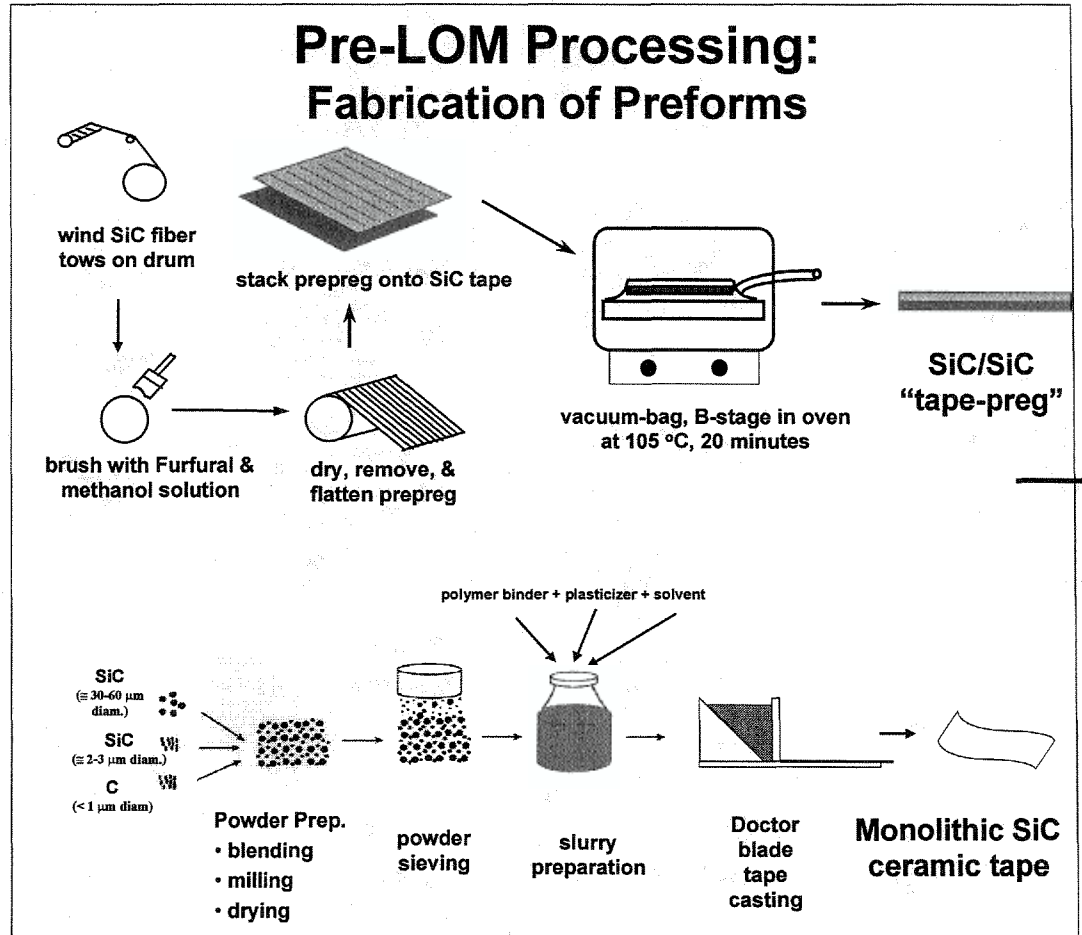 Pre-LOM Processing:
Fabrication of Preforms
wind SiC fiber
tows on drum
stack prepreg onto SiC tape
SiC/SiC
“tape-preg”
vacuum-bag, B-stage in oven
at 105 ºC, 20 minutes
brush with Furfural &
methanol solution
dry, remove, &
flatten prepreg
polymer binder + plasticizer + solvent
SiC
(≅ 30-60 μm
diam.)
SiC
(≅ 2-3 μm diam.)
C
(< 1 μm diam)
Powder Prep.
• blending
• milling
• drying
powder
sieving
slurry
preparation
Doctor
blade
tape
casting
Monolithic SiC
ceramic tape